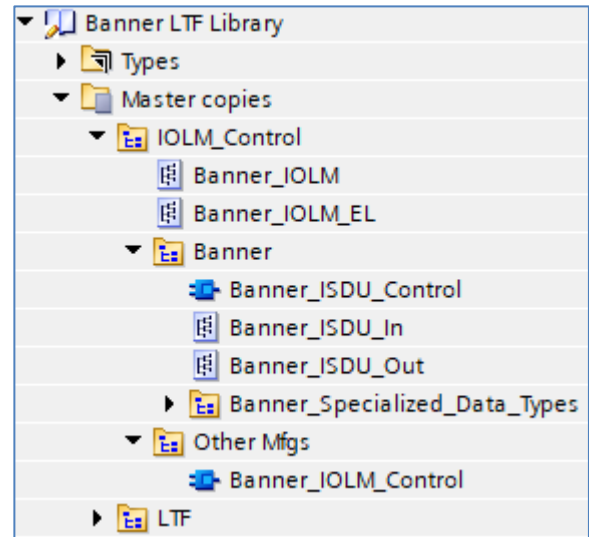 Banner LTF Library
Types
Master copies
IOLM_Control
Banner_IOLM
Banner_IOLM_EL
Banner
Banner_ISDU_Control
Banner_ISDU_In
Banner_ISDU_Out
Banner_Specialized_Data_Types
Other Mfgs
Banner_IOLM_Control
LTF